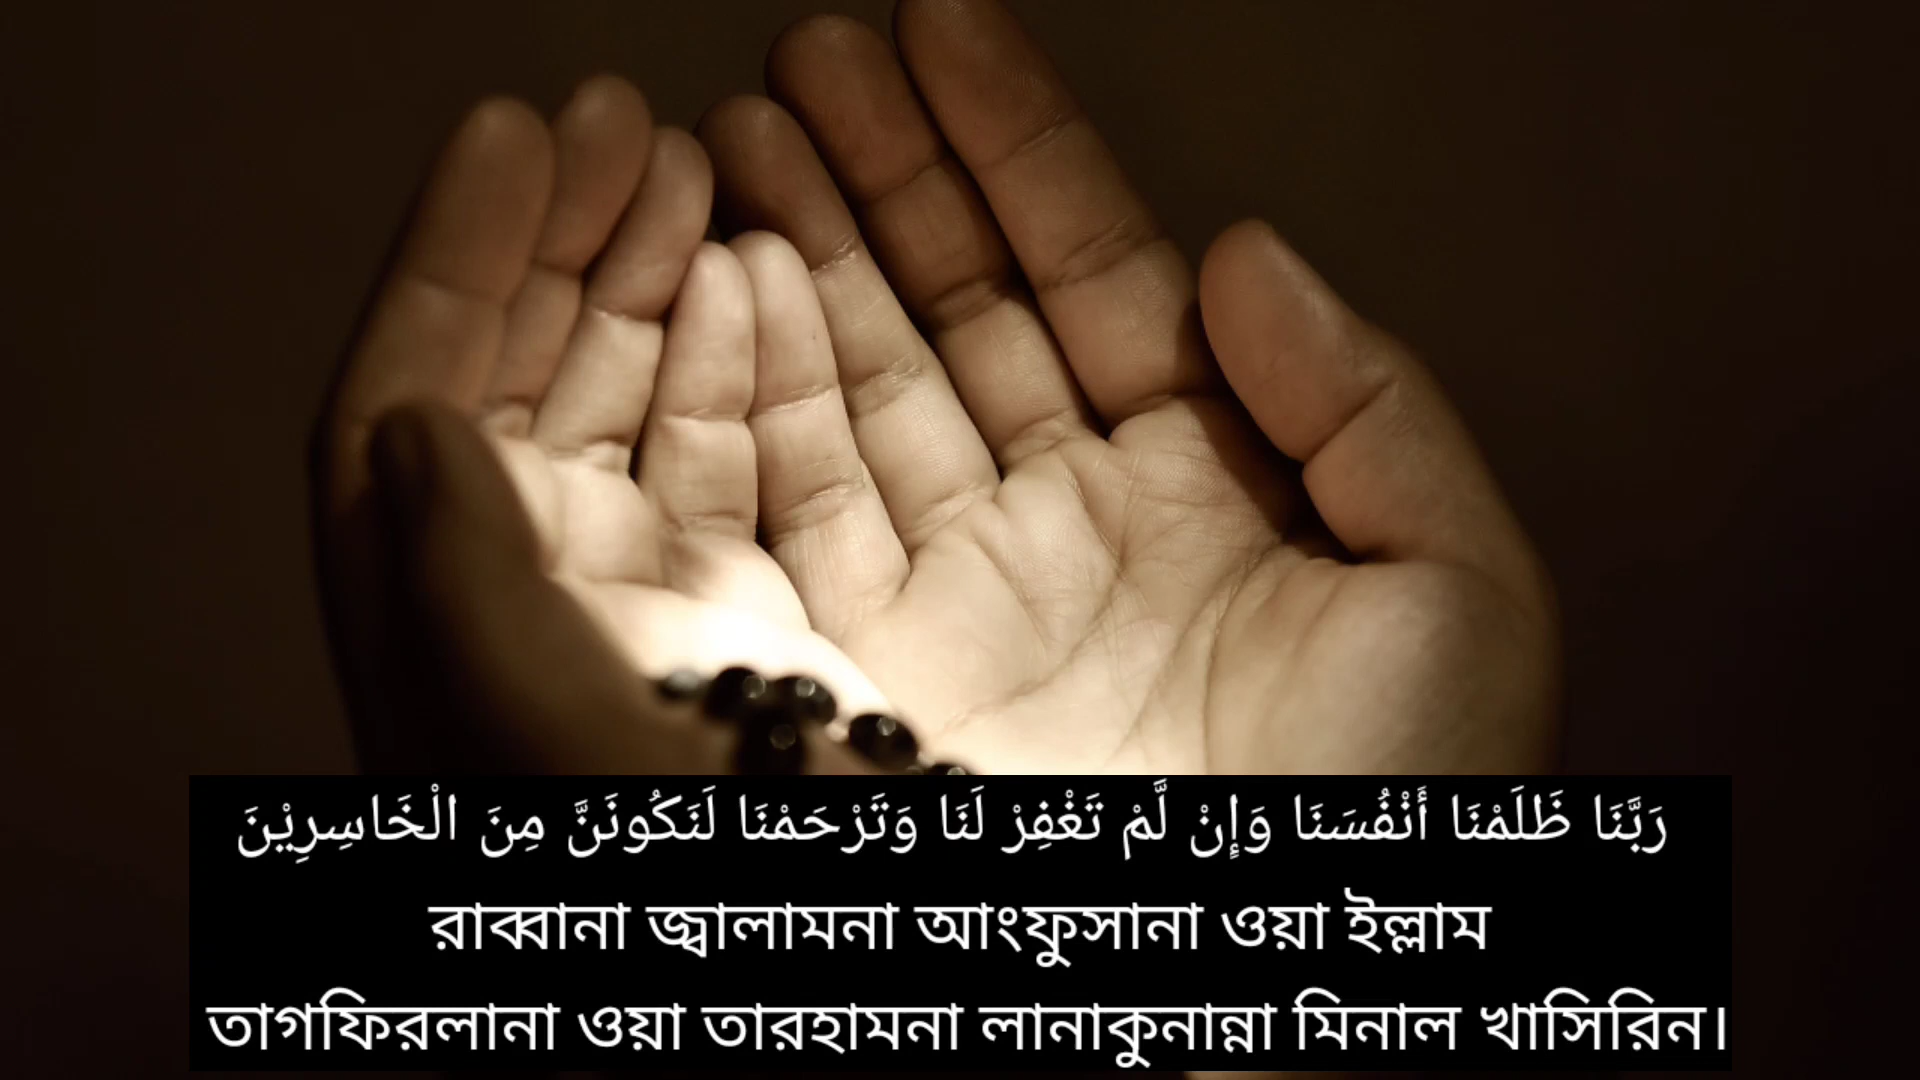 رَبَّنَا ظَلَمْنَا أَنْفُسَنَا وَإِنْ لَّمْ تَغْفِرْ لَنَا وَتَرْحَمْنَا لَنَكُونَنَّ مِنَ الْخَاسِرِيْنَ
রাব্বানা জ্বালামনা আংফুসানা ওয়া ইল্লাম
তাগফিরলানা ওয়া তারহামনা লানাকুনান্না মিনাল খাসিরিন।